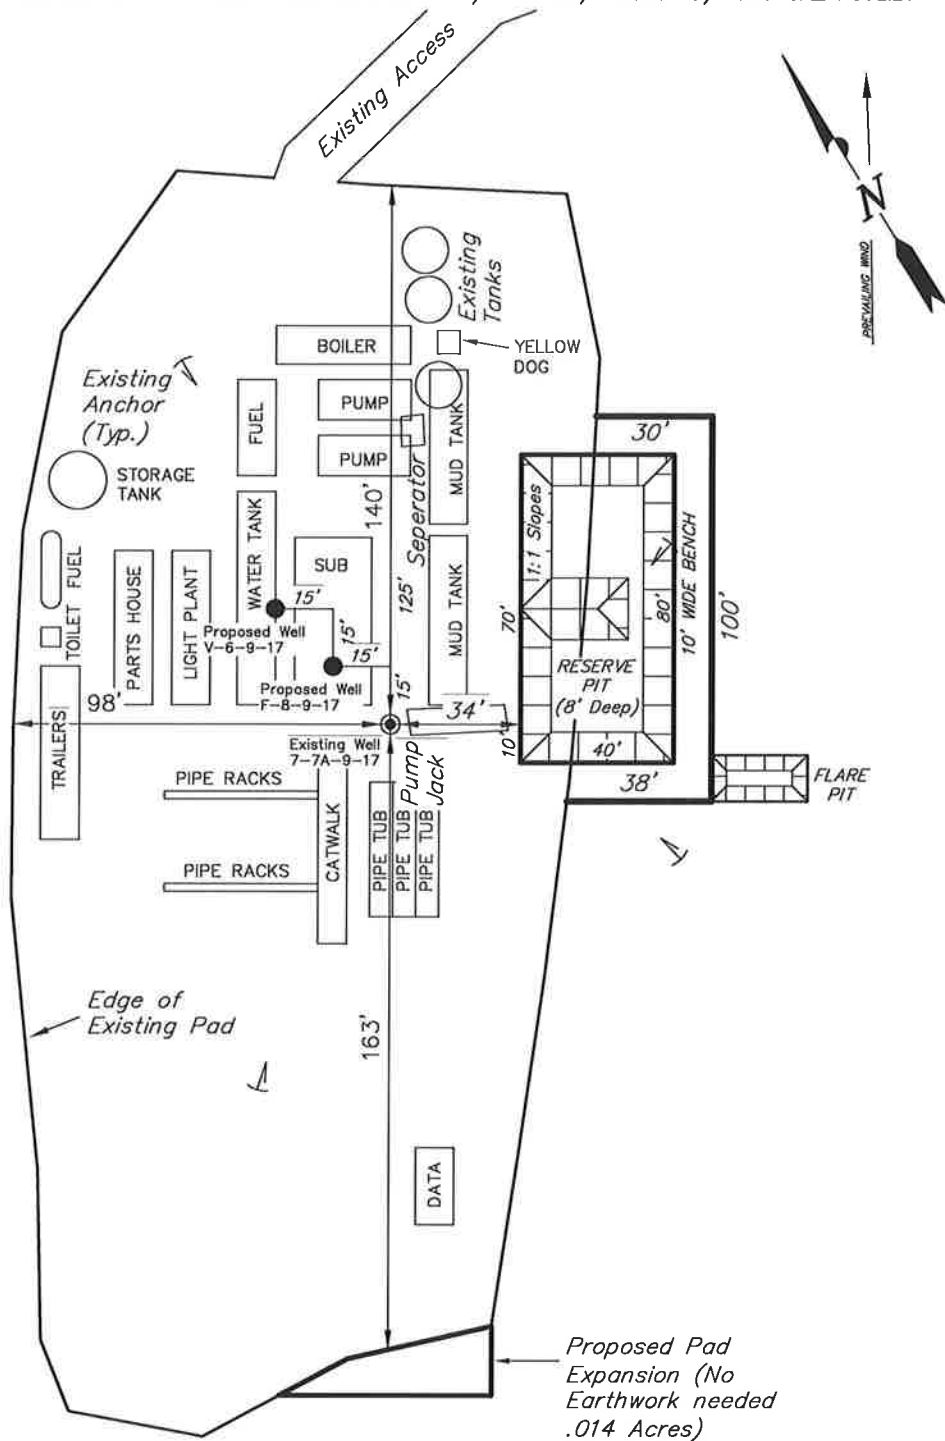 Existing Access
N
PREVAILING WIND
Existing
Tanks
BOILER
YELLOW
DOG
Existing
Anchor
(Typ.)
FUEL
PUMP
PUMP
MUD TANK
30'
STORAGE
TANK
140'
Seperator
1:1 Slopes
WATER TANK
SUB
TOILET
FUEL
PARTS HOUSE
LIGHT PLANT
15'
125'
MUD TANK
70'
80'
10' WIDE BENCH
100'
Proposed Well
V-6-9-17
15'
15'
RESERVE
PIT
(8' Deep)
Proposed Well
F-8-9-17
15'
98'
34'
TRAILERS
Existing Well
7-7A-9-17
10'
40'
Pump
Jack
38'
FLARE
PIT
PIPE RACKS
CATWALK
PIPE TUB
PIPE TUB
PIPE TUB
PIPE RACKS
Edge of
Existing Pad
163'
DATA
Proposed Pad
Expansion (No
Earthwork needed
.014 Acres)